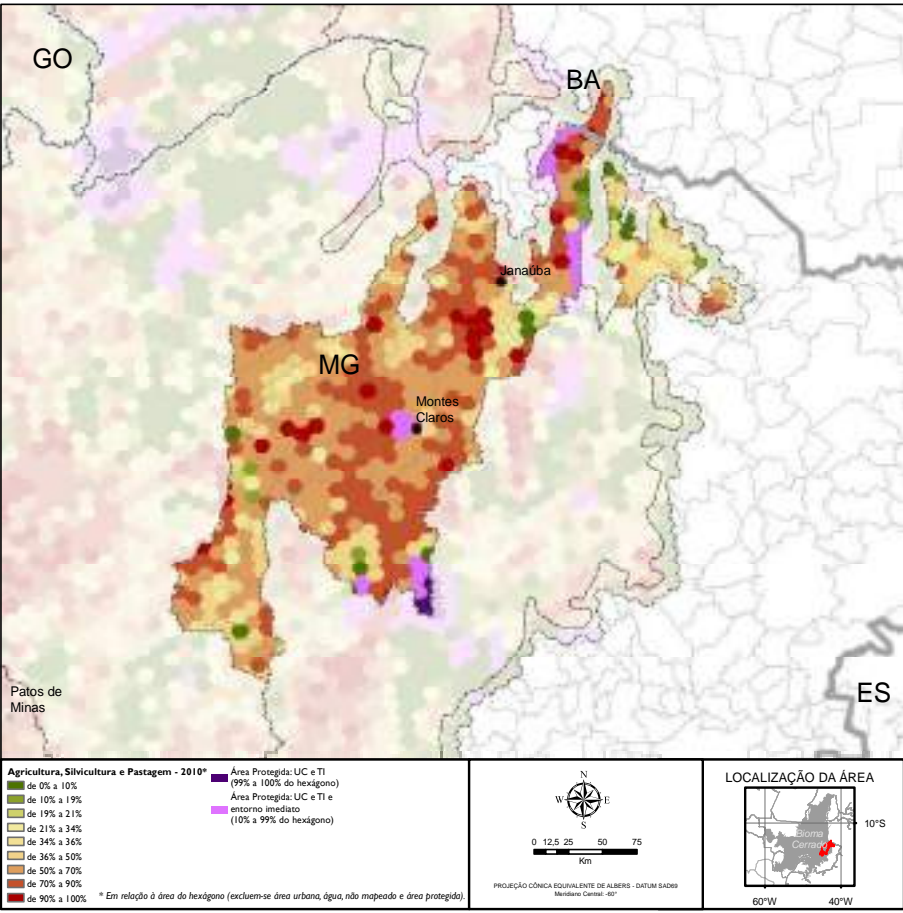 GO
BA
Janaúba
MG
Montes
Claros
Patos de
Minas
ES
Agricultura, Silvicultura e Pastagem - 2010*
de 0% a 10%
de 10% a 19%
de 19% a 21%
de 21% a 34%
de 34% a 36%
de 36% a 50%
de 50% a 70%
de 70% a 90%
de 90% a 100%
Área Protegida: UC e TI
(99% a 100% do hexágono)
Área Protegida: UC e TI e
entorno imediato
(10% a 99% do hexágono)
* Em relação à área do hexágono (excluem-se área urbana, água, não mapeado e área protegida).
N
W E
S
0 12,5 25 50 75
Km
PROJEÇÃO CÔNICA EQUIVALENTE DE ALBERS - DATUM SAD69
Meridiano Central: -60°
LOCALIZAÇÃO DA ÁREA
Bioma
Cerrado
10°S
60°W 40°W